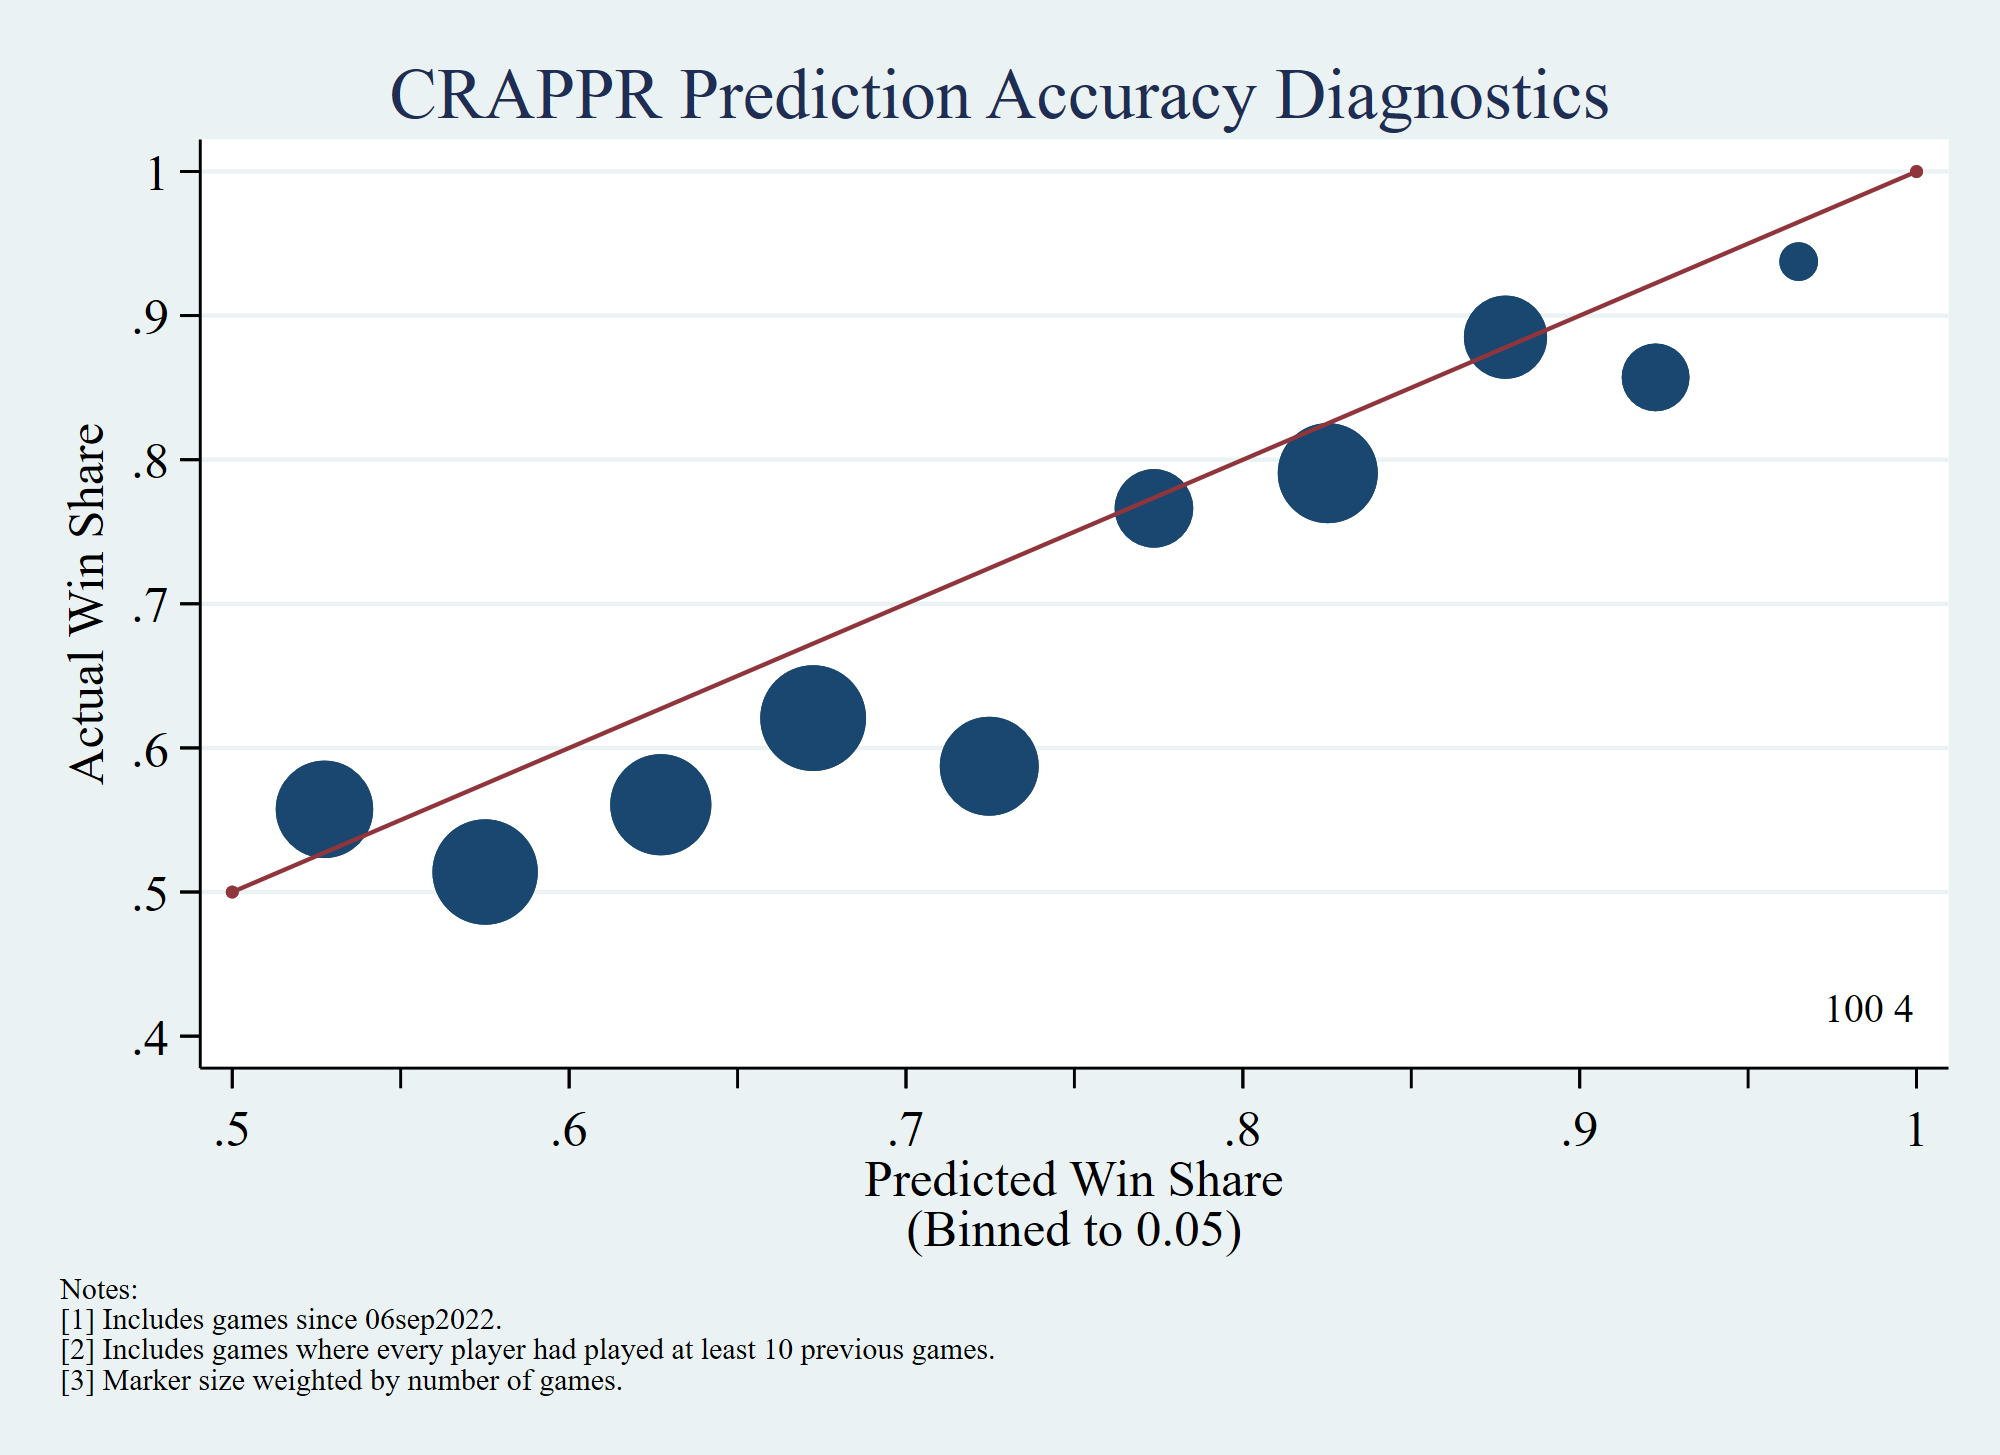 CRAPPR Prediction Accuracy Diagnostics
1
.9
.8
.7
.6
.5
.4
Actual Win Share
100 4
.5 .6 .7 .8 .9 1
Predicted Win Share
(Binned to 0.05)
Notes:
[1] Includes games since 06sep2022.
[2] Includes games where every player had played at least 10 previous games.
[3] Marker size weighted by number of games.